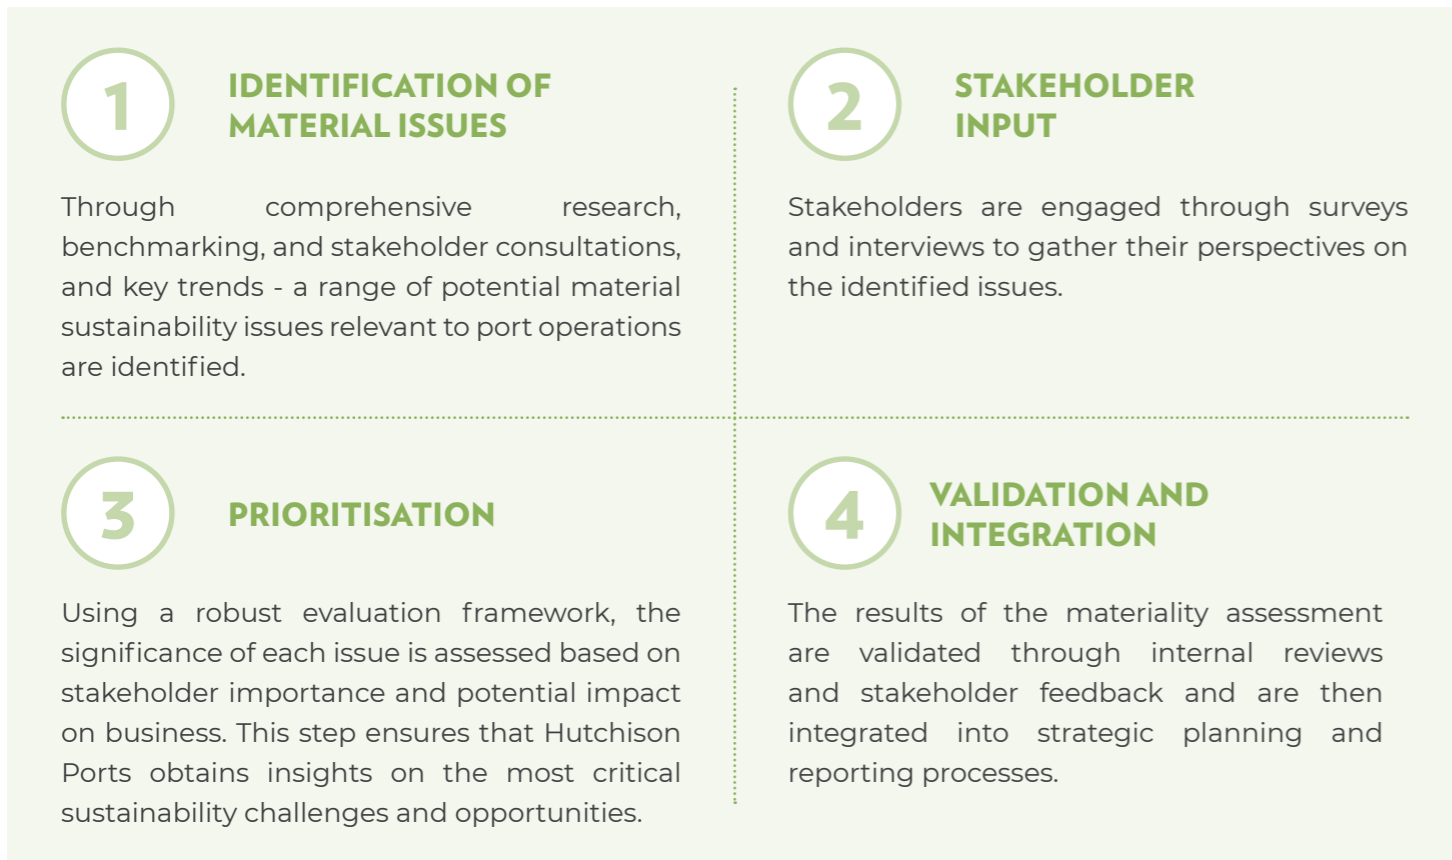 1
IDENTIFICATION OF
MATERIAL ISSUES
Through comprehensive research,
benchmarking, and stakeholder consultations,
and key trends - a range of potential material
sustainability issues relevant to port operations
are identified.
2
STAKEHOLDER
INPUT
Stakeholders are engaged through surveys
and interviews to gather their perspectives on
the identified issues.
3
PRIORITISATION
Using a robust evaluation framework, the
significance of each issue is assessed based on
stakeholder importance and potential impact
on business. This step ensures that Hutchison
Ports obtains insights on the most critical
sustainability challenges and opportunities.
4
VALIDATION AND
INTEGRATION
The results of the materiality assessment
are validated through internal reviews
and stakeholder feedback and are then
integrated into strategic planning and
reporting processes.